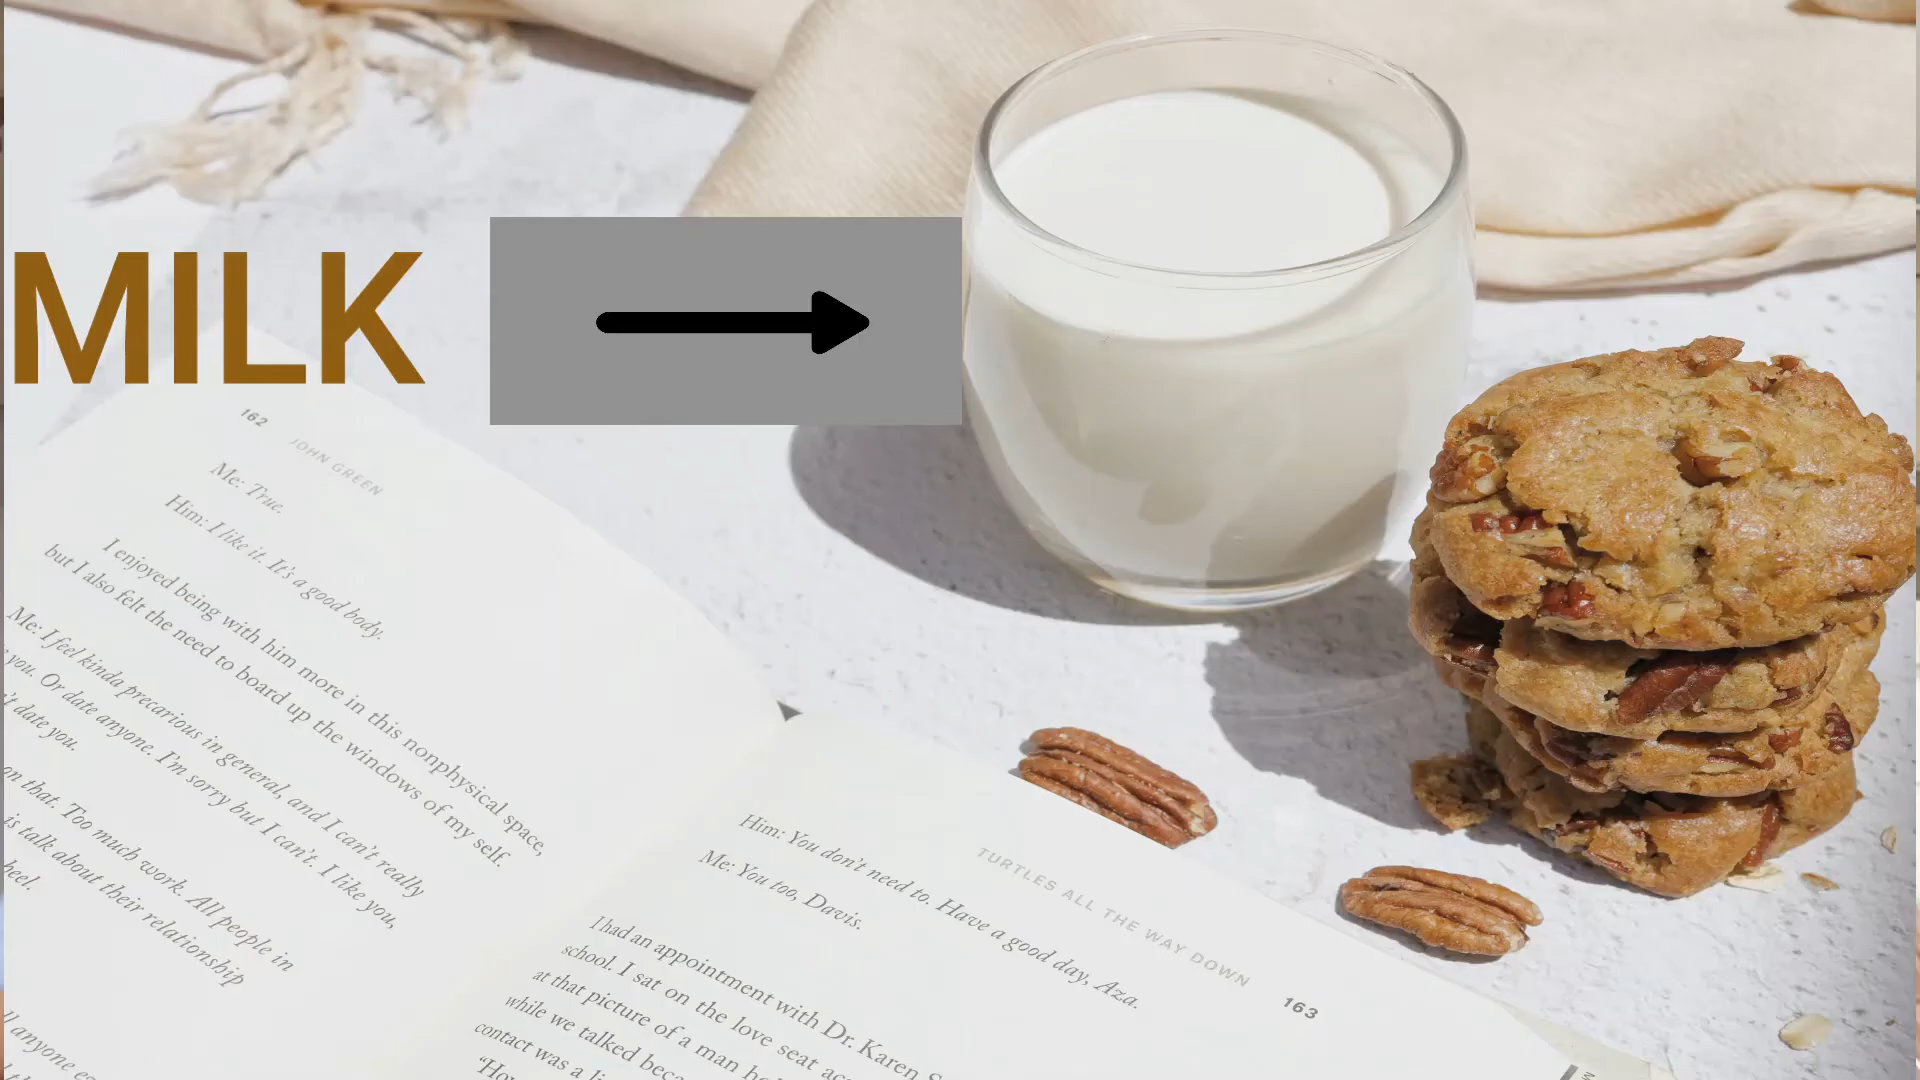 MILK
162
JOHN GREEN
Me: True.
Him: I like it. It's a good body.
I enjoyed being with him more in this nonphysical space,
but I also felt the need to board up the windows of my self.
Me: I feel kinda precarious in general, and I can't really
you. Or date anyone. I'm sorry but I can't. I like you,
date you.
on that. Too much work. All people in
is talk about their relationship
TURTLES ALL THE WAY DOWN
163
Him: You don't need to. Have a good day, Aza.
Me: You too, Davis.
I had an appointment with Dr. Karen
school. I sat on the love seat
at that picture of a man
while we talked
contact was a